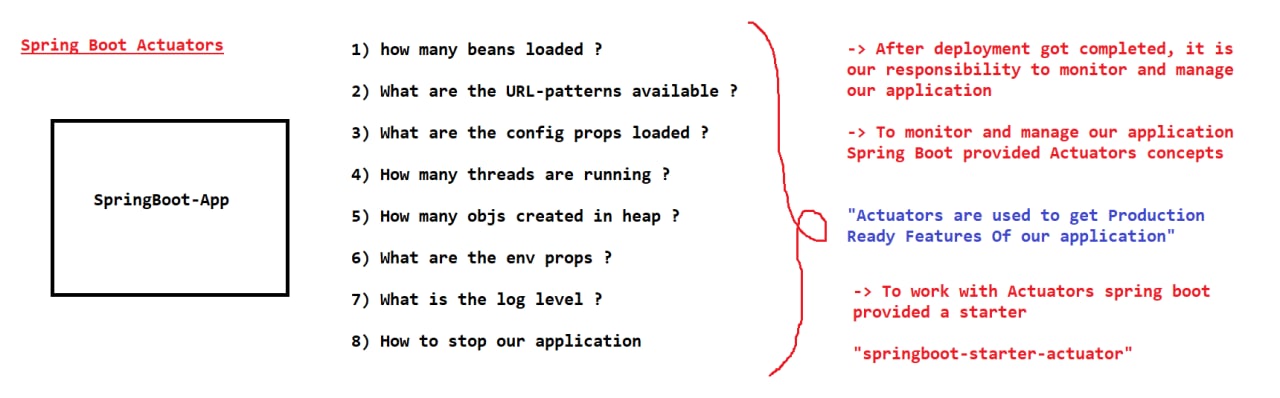 Spring Boot Actuators
SpringBoot-App
1) how many beans loaded ?
2) What are the URL-patterns available ?
3) What are the config props loaded ?
4) How many threads are running ?
5) How many objs created in heap ?
6) What are the env props ?
7) What is the log level ?
8) How to stop our application
-> After deployment got completed, it is
our responsibility to monitor and manage
our application
-> To monitor and manage our application
Spring Boot provided Actuators concepts
"Actuators are used to get Production
Ready Features Of our application"
-> To work with Actuators spring boot
provided a starter
"springboot-starter-actuator"